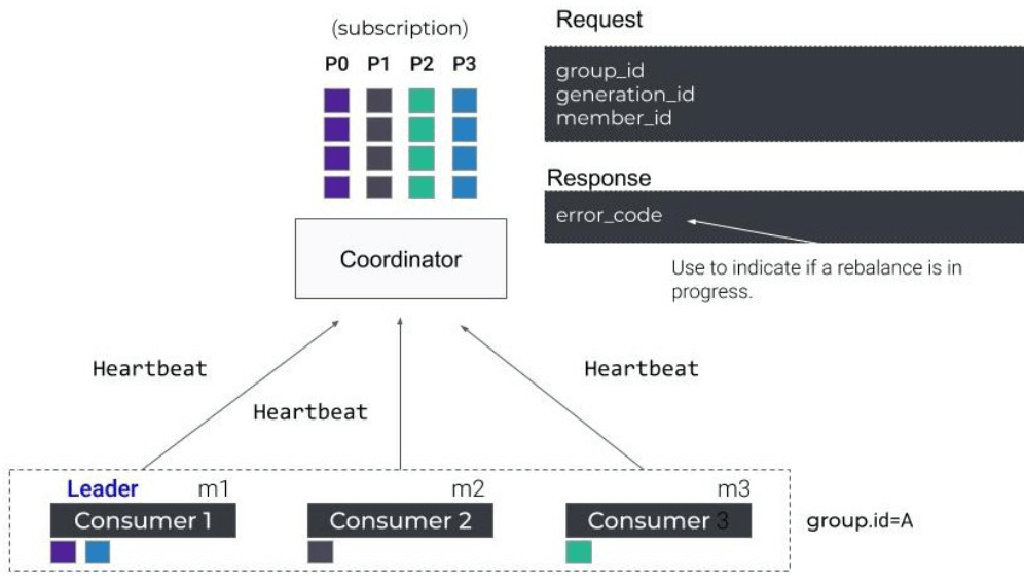 (subscription)
P0 P1 P2 P3
Coordinator
Request
group_id
generation_id
member_id
Response
error_code
Use to indicate if a rebalance is in
progress.
Heartbeat
Heartbeat
Heartbeat
Leader m1
Consumer 1
m2
Consumer 2
m3
Consumer 3
group.id=A